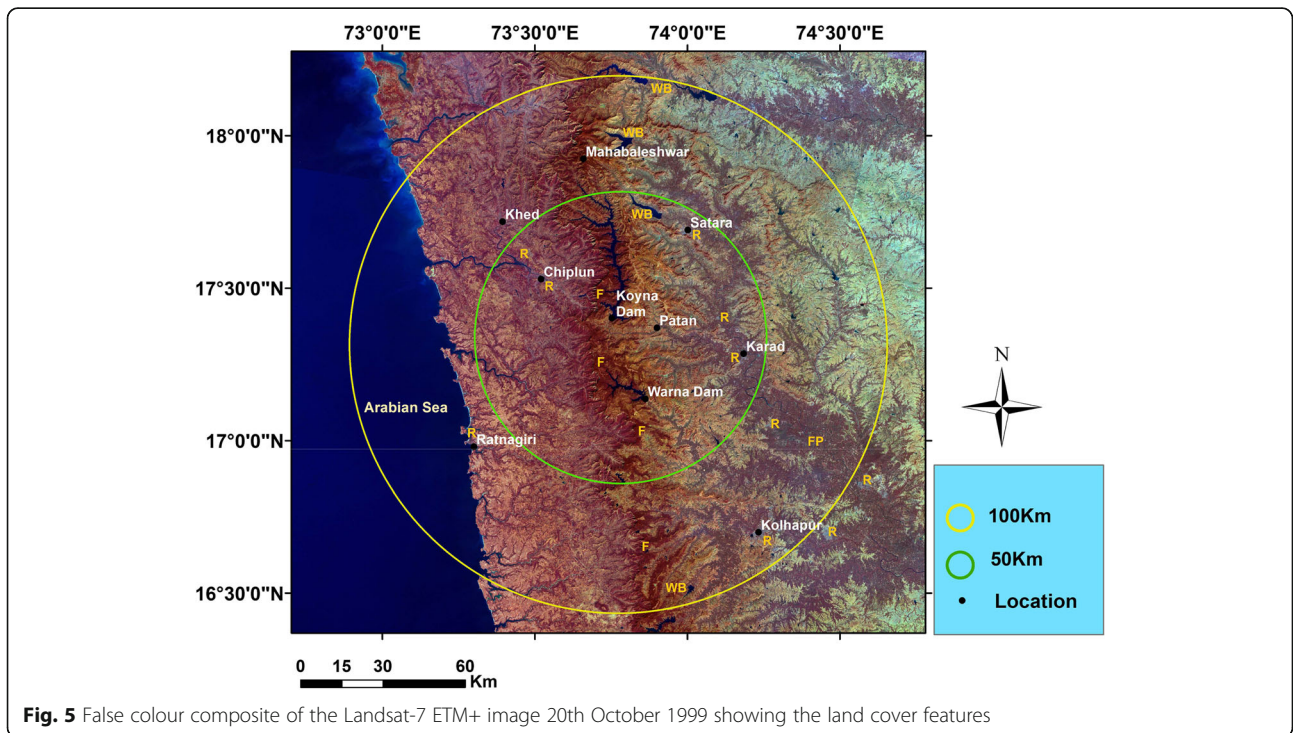 73°0'0"E 73°30'0"E 74°0'0"E 74°30'0"E
18°0'0"N
17°30'0"N
17°0'0"N
16°30'0"N
WB
WB
Mahabaleshwar
Khed
WB
Satara
R
R
Chiplun
R
F
Koyna
Dam
Patan
R
Karad
R
F
Warna Dam
Arabian Sea
R
Ratnagiri
F
R
FP
R
Kolhapur
R
R
F
WB
N
100Km
50Km
Location
0 15 30 60
Km
Fig. 5 False colour composite of the Landsat-7 ETM+ image 20th October 1999 showing the land cover features